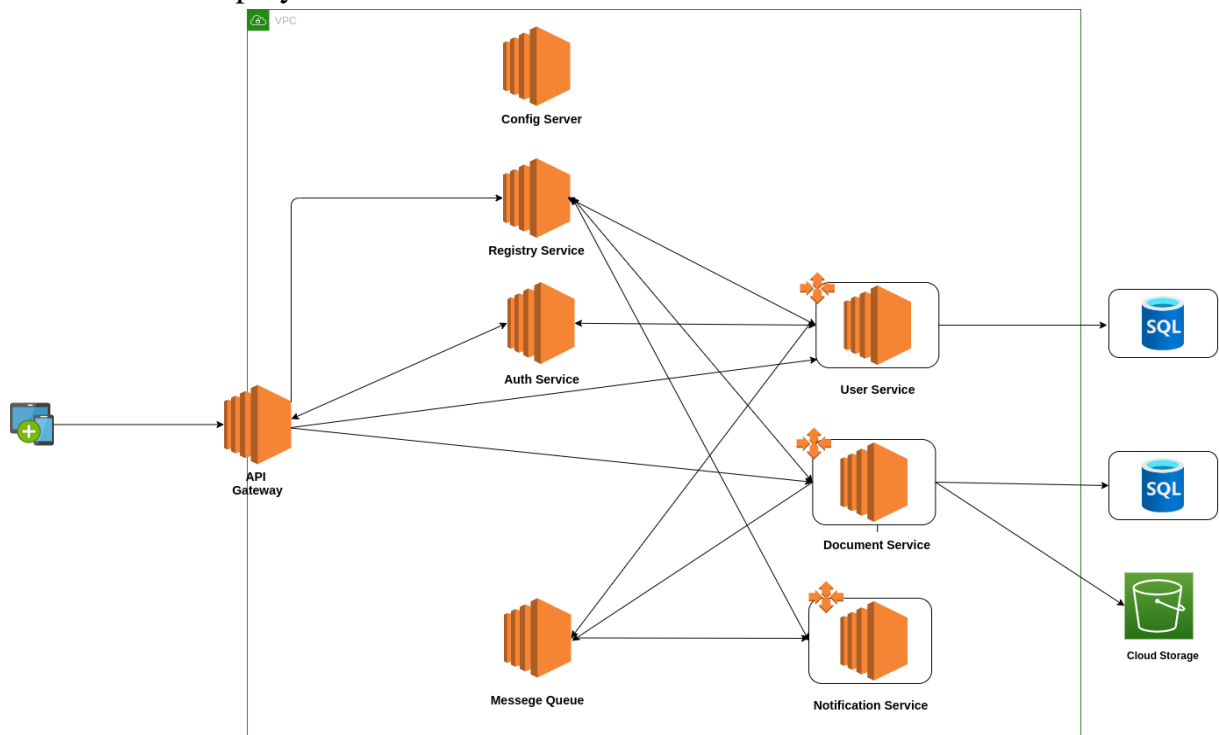 VPC
Config Server
Registry Service
Auth Service
User Service
SQL
API
Gateway
SQL
Document Service
Cloud Storage
Messege Queue
Notification Service